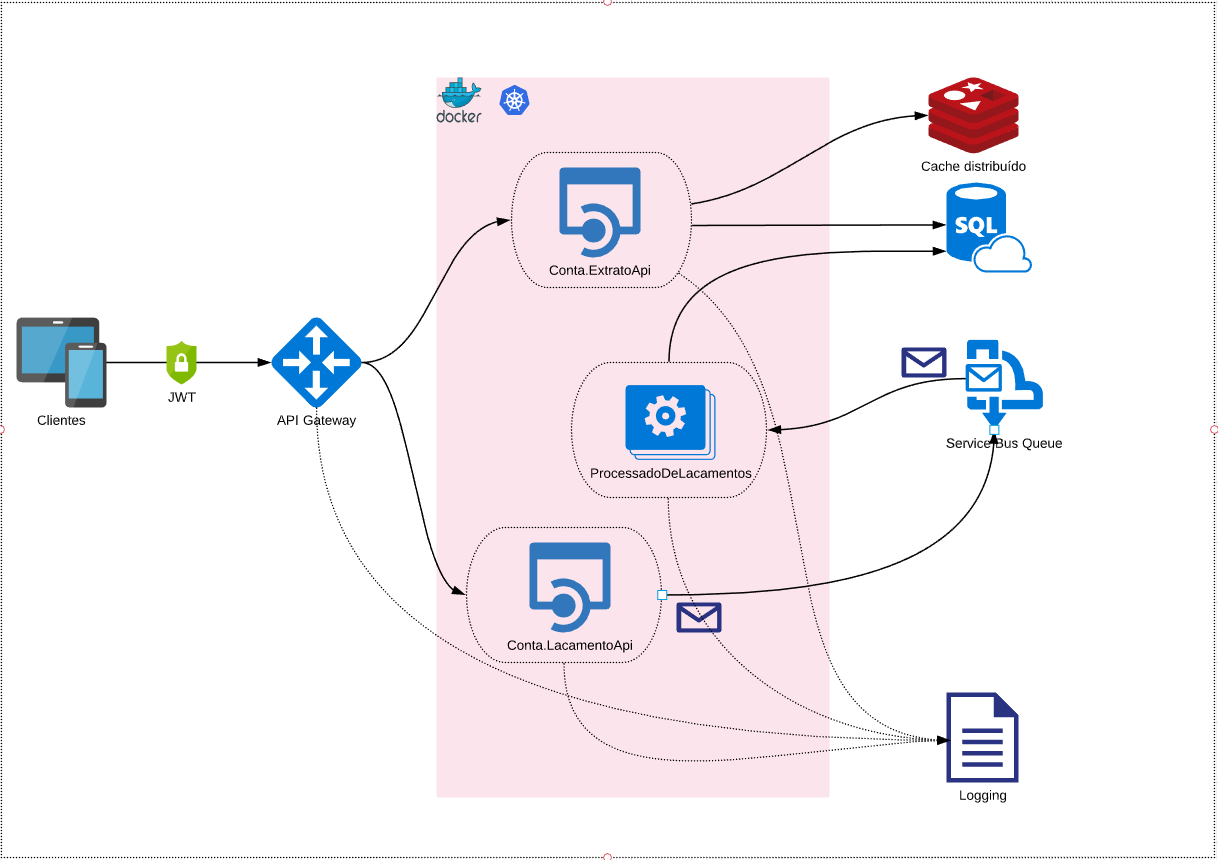 docker
Cache distribuído
SQL
Conta.ExtratoApi
JWT
Clientes
API Gateway
Service Bus Queue
ProcessadoDeLacamentos
Conta.LacamentoApi
Logging